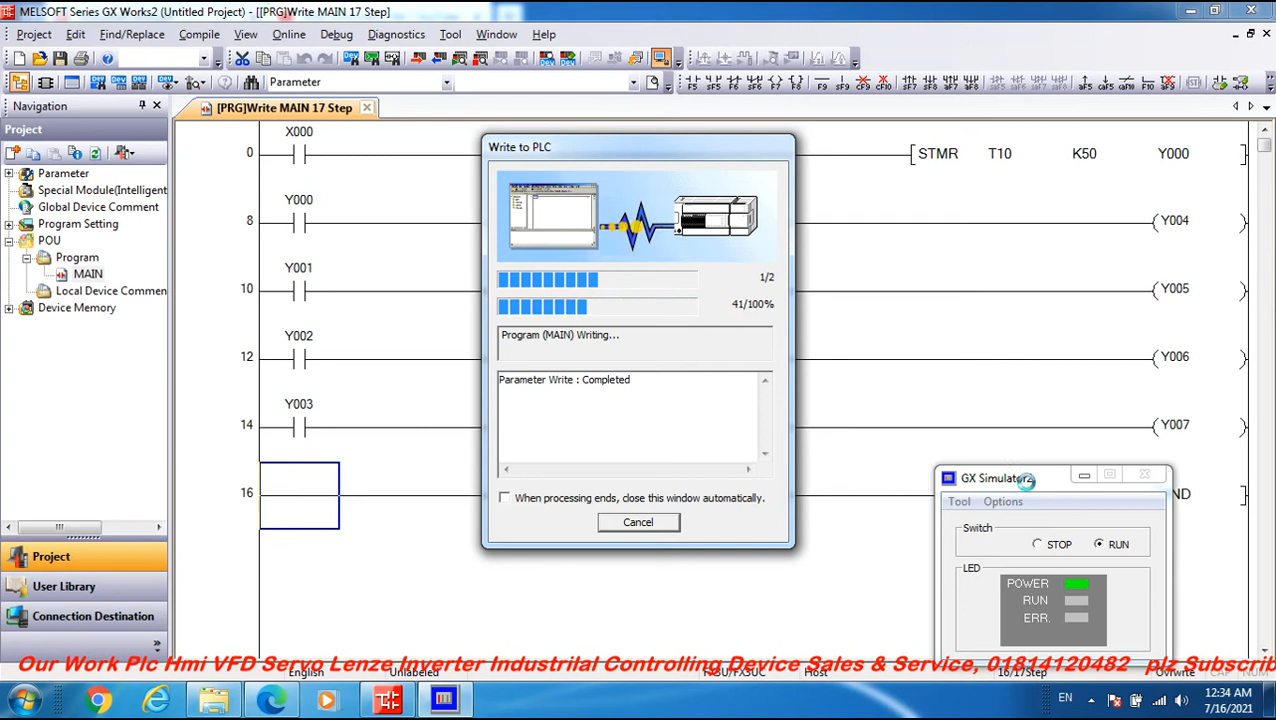 MELSOFT Series GX Works2 (Untitled Project) - [[PRG]Write MAIN 17 Step]
Project Edit Find/Replace Compile View Online Debug Diagnostics Tool Window Help
Parameter
Navigation
[PRG]Write MAIN 17 Step
Project
Parameter
Special Module(Intelligent
Global Device Comment
Program Setting
POU
Program
MAIN
Local Device Commen
Device Memory
Project
User Library
Connection Destination
X000
0 STMR T10 K50 Y000
Y000
8 Y004
Y001
10 Y005
Y002
12 Y006
Y003
14 Y007
16 ND
Write to PLC
1/2
41/100%
Program (MAIN) Writing...
Parameter Write : Completed
When processing ends, close this window automatically.
Cancel
GX Simulator2
Tool Options
Switch
STOP RUN
LED
POWER
RUN
ERR.
Our Work Plc Hmi VFD Servo Lenze Inverter Industrilal Controlling Device Sales & Service, 01814120482 plz Subscrib
English Unlabeled Host 16/17Step Ovrwrte CAP NUM
EN
12:34 AM
7/16/2021